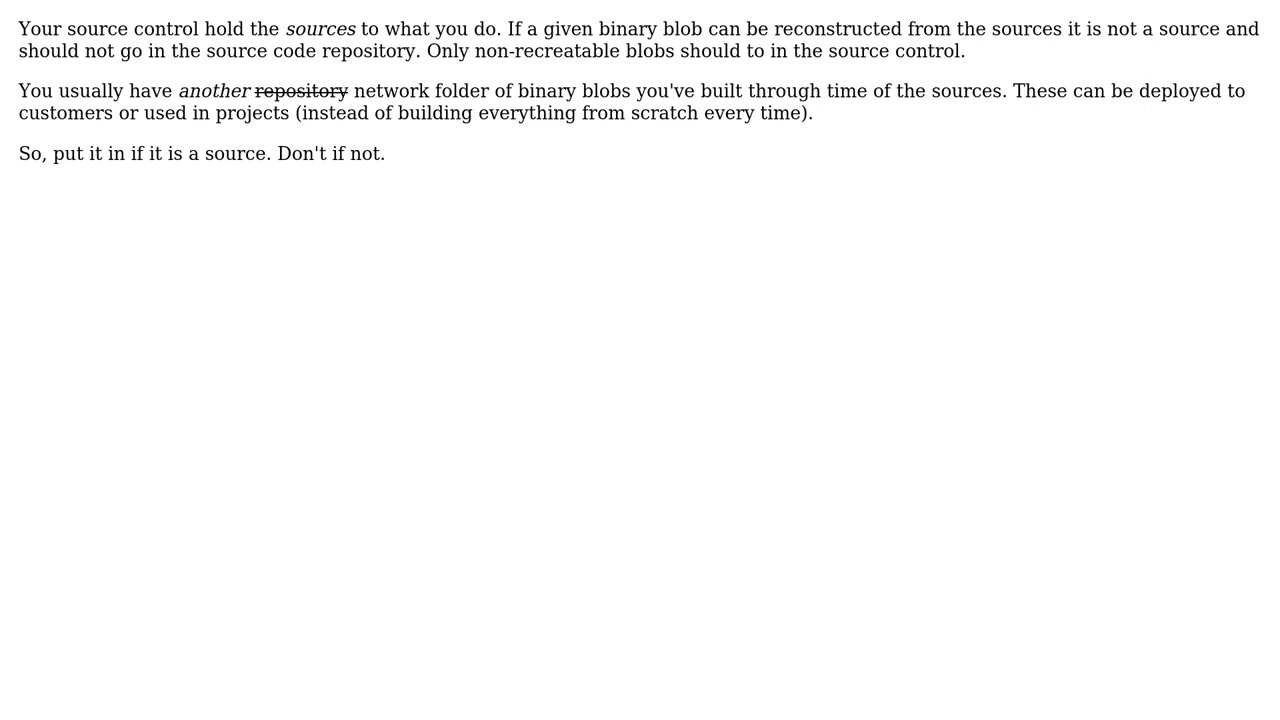 Your source control hold the sources to what you do. If a given binary blob can be reconstructed from the sources it is not a source and
should not go in the source code repository. Only non-recreatable blobs should to in the source control.
You usually have another repository network folder of binary blobs you've built through time of the sources. These can be deployed to
customers or used in projects (instead of building everything from scratch every time).
So, put it in if it is a source. Don't if not.